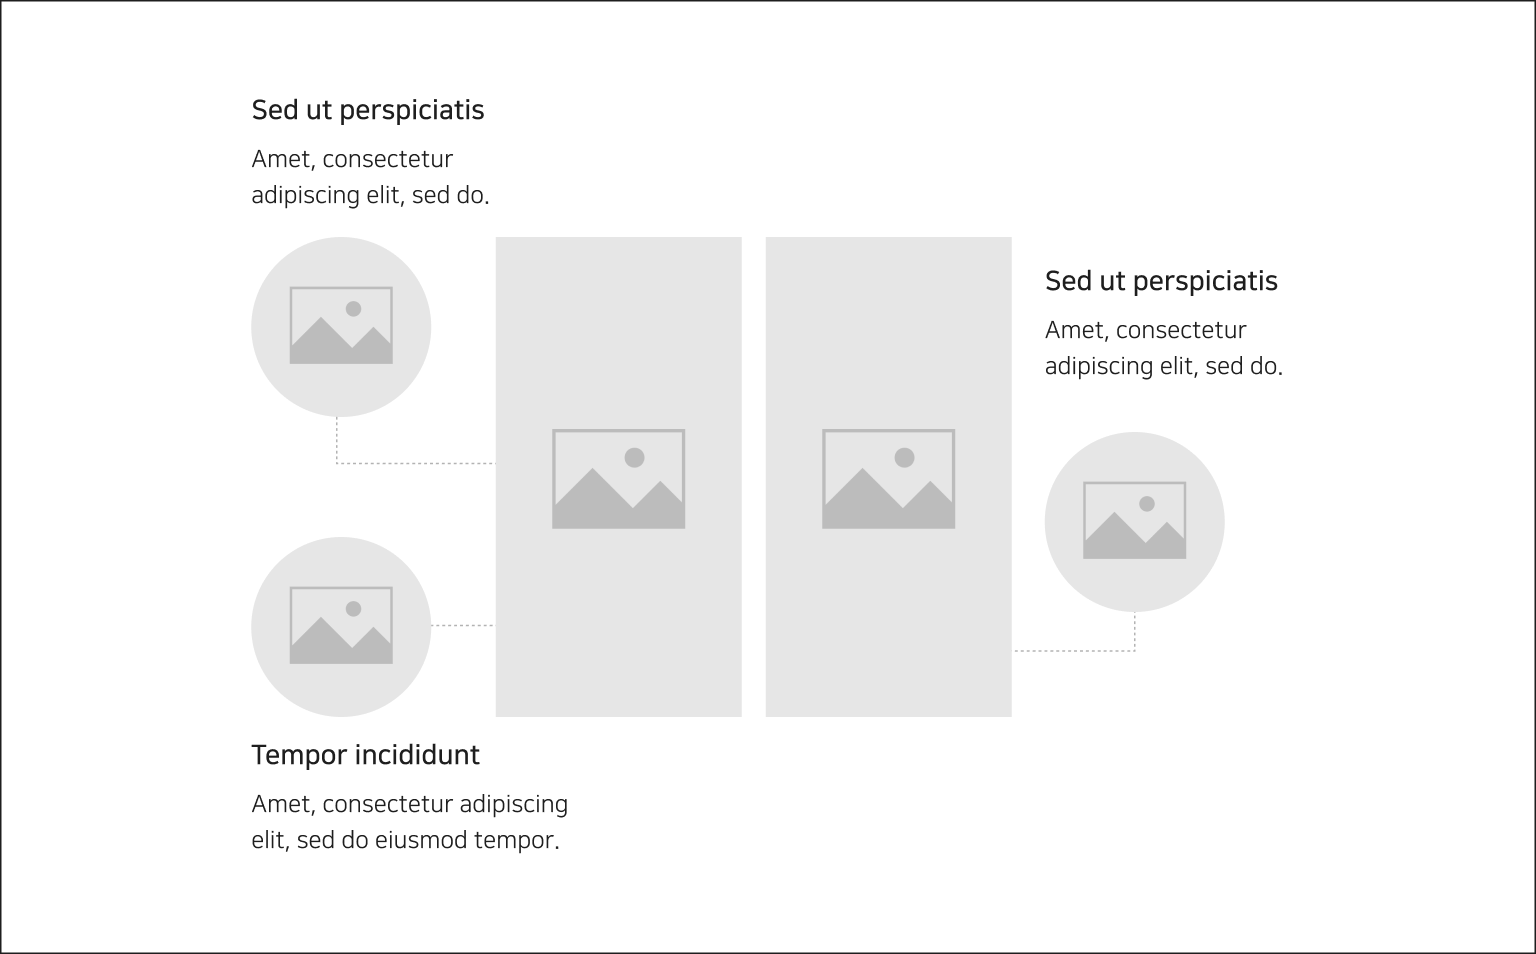 Sed ut perspiciatis
Amet, consectetur
adipiscing elit, sed do.
Sed ut perspiciatis
Amet, consectetur
adipiscing elit, sed do.
Tempor incididunt
Amet, consectetur adipiscing
elit, sed do eiusmod tempor.